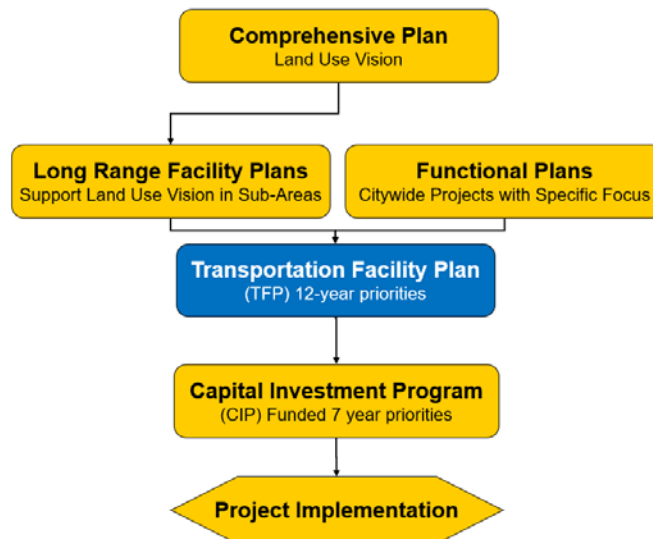 Comprehensive Plan
Land Use Vision
Long Range Facility Plans
Support Land Use Vision in Sub-Areas
Functional Plans
Citywide Projects with Specific Focus
Transportation Facility Plan
(TFP) 12-year priorities
Capital Investment Program
(CIP) Funded 7 year priorities
Project Implementation